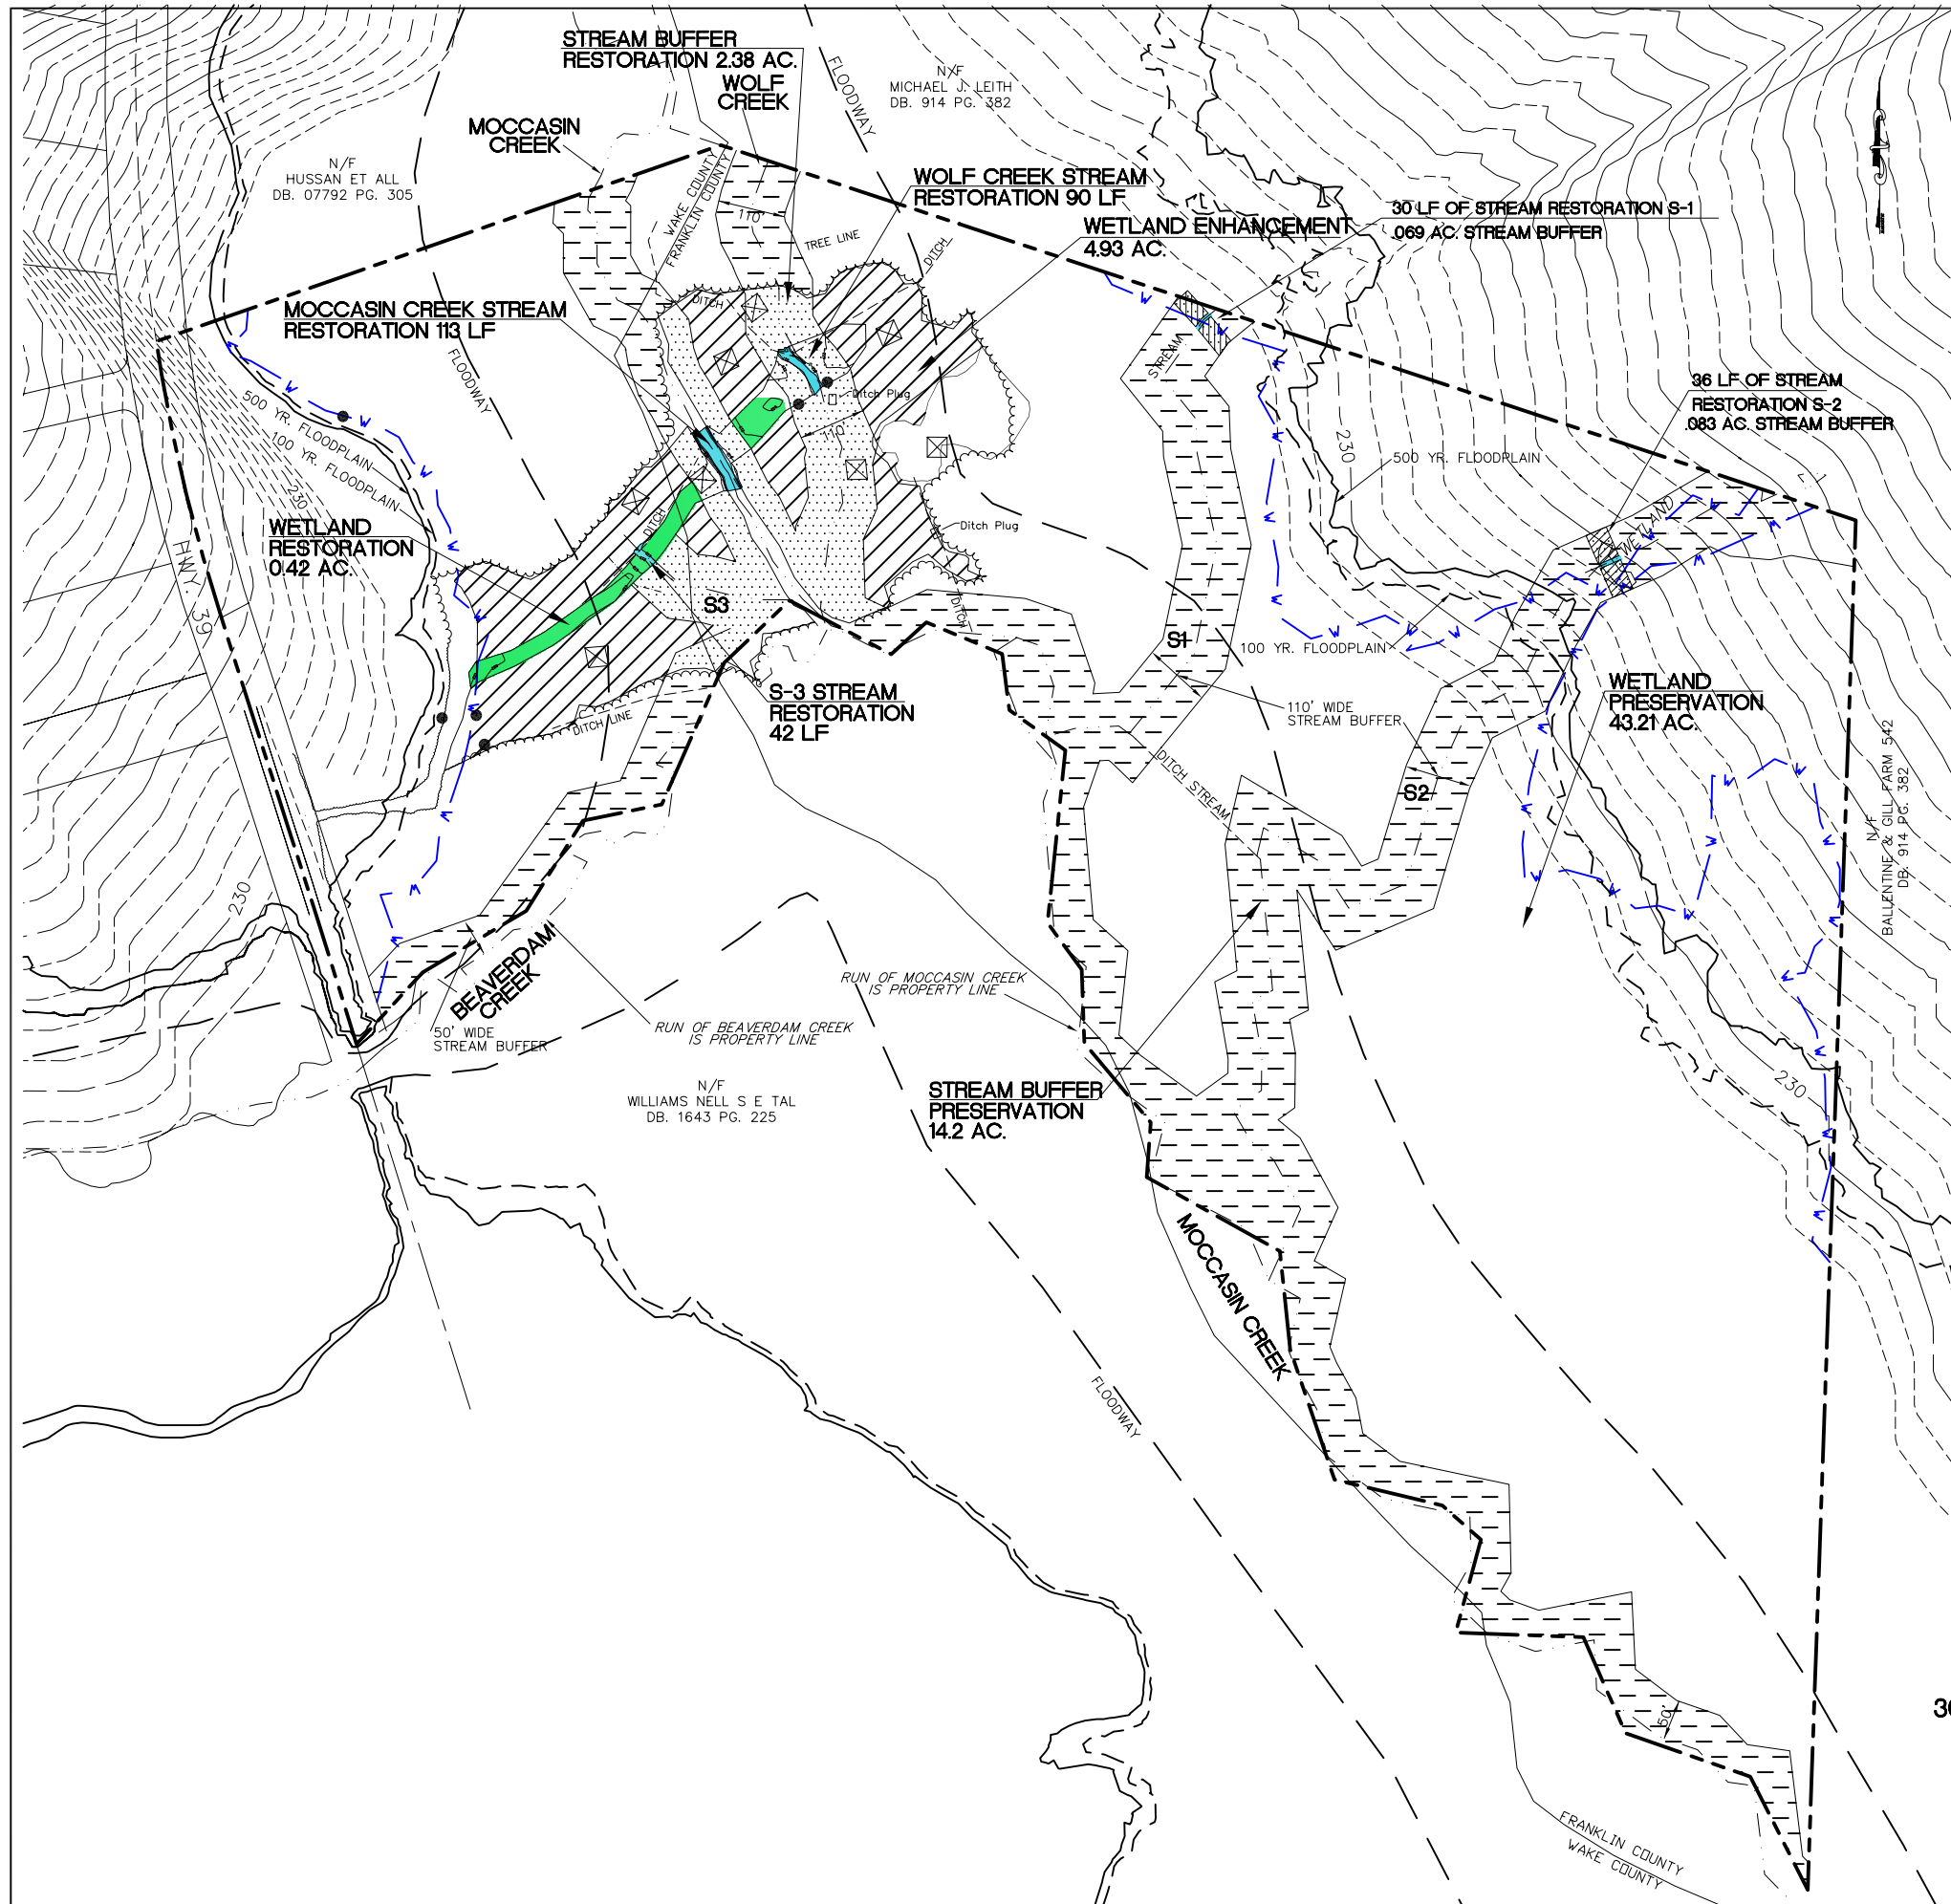 STREAM BUFFER
RESTORATION 2.38 AC.
WOLF
CREEK
FLOODWAY
N/F
MICHAEL J. LEITH
DB. 914 PG. 382
MOCCASIN
CREEK
N/F
HUSSAN ET ALL
DB. 07792 PG. 305
WAKE COUNTY
FRANKLIN COUNTY
110'
WOLF CREEK STREAM
RESTORATION 90 LF
TREE LINE
WETLAND ENHANCEMENT
4.93 AC.
DITCH
30 LF OF STREAM RESTORATION S-1
.069 AC. STREAM BUFFER
MOCCASIN CREEK STREAM
RESTORATION 113 LF
DITCH
STREAM
FLOODWAY
500 YR. FLOODPLAIN
100 YR. FLOODPLAIN
230
Ditch Plug
110'
36 LF OF STREAM
RESTORATION S-2
.083 AC. STREAM BUFFER
230
500 YR. FLOODPLAIN
WETLAND
WETLAND
RESTORATION
0.42 AC.
DITCH
Ditch Plug
HWY. 39
S3
DITCH
S1
100 YR. FLOODPLAIN
S-3 STREAM
RESTORATION
42 LF
DITCH LINE
110' WIDE
STREAM BUFFER
WETLAND
PRESERVATION
43.21 AC.
DITCH STREAM
S2
N/F
BALLENTINE & GILL FARM 542
DB. 914 PG. 382
230
BEAVERDAM
CREEK
50' WIDE
STREAM BUFFER
RUN OF BEAVERDAM CREEK
IS PROPERTY LINE
RUN OF MOCCASIN CREEK
IS PROPERTY LINE
N/F
WILLIAMS NELL S E TAL
DB. 1643 PG. 225
STREAM BUFFER
PRESERVATION
14.2 AC.
230
MOCCASIN CREEK
FLOODWAY
50'
FRANKLIN COUNTY
WAKE COUNTY